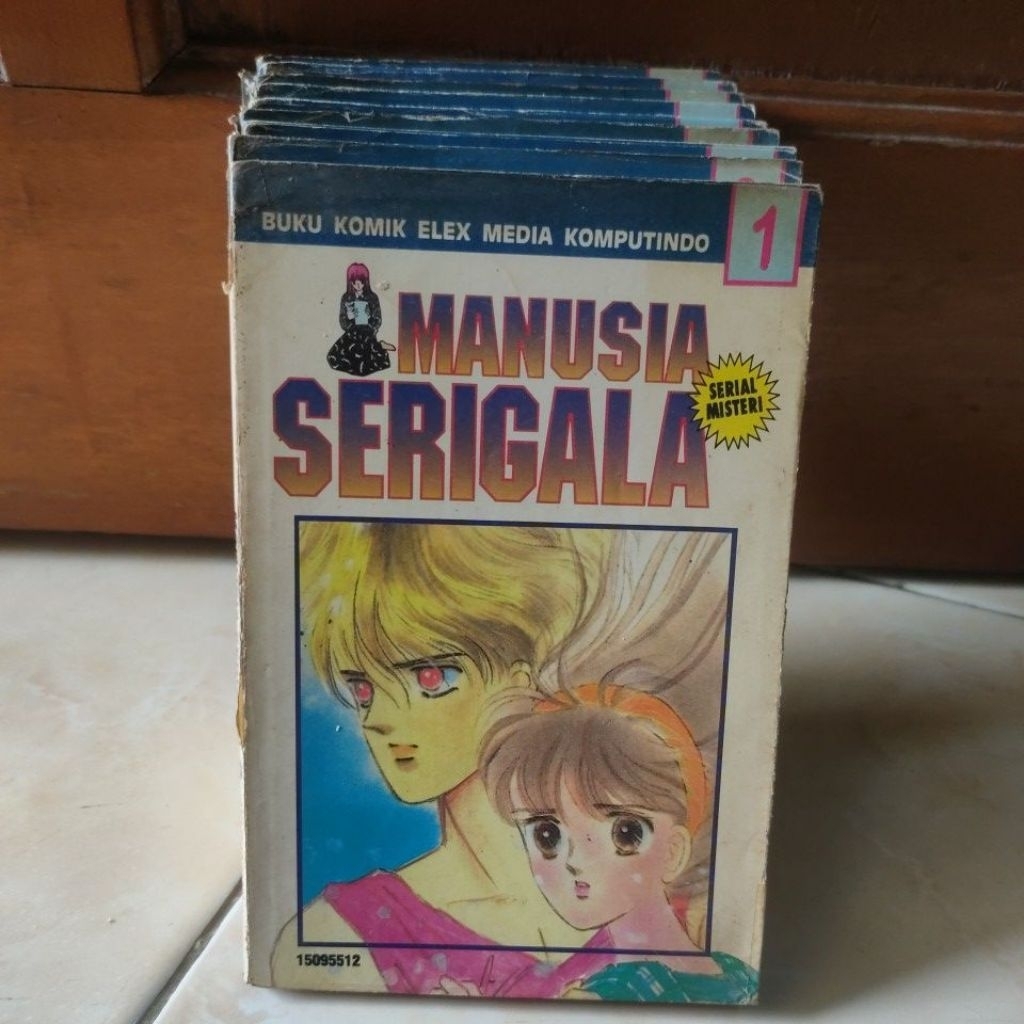 BUKU KOMIK ELEX MEDIA KOMPUTINDO
1
MANUSIA
SERIGALA
SERIAL
MISTERI
15095512